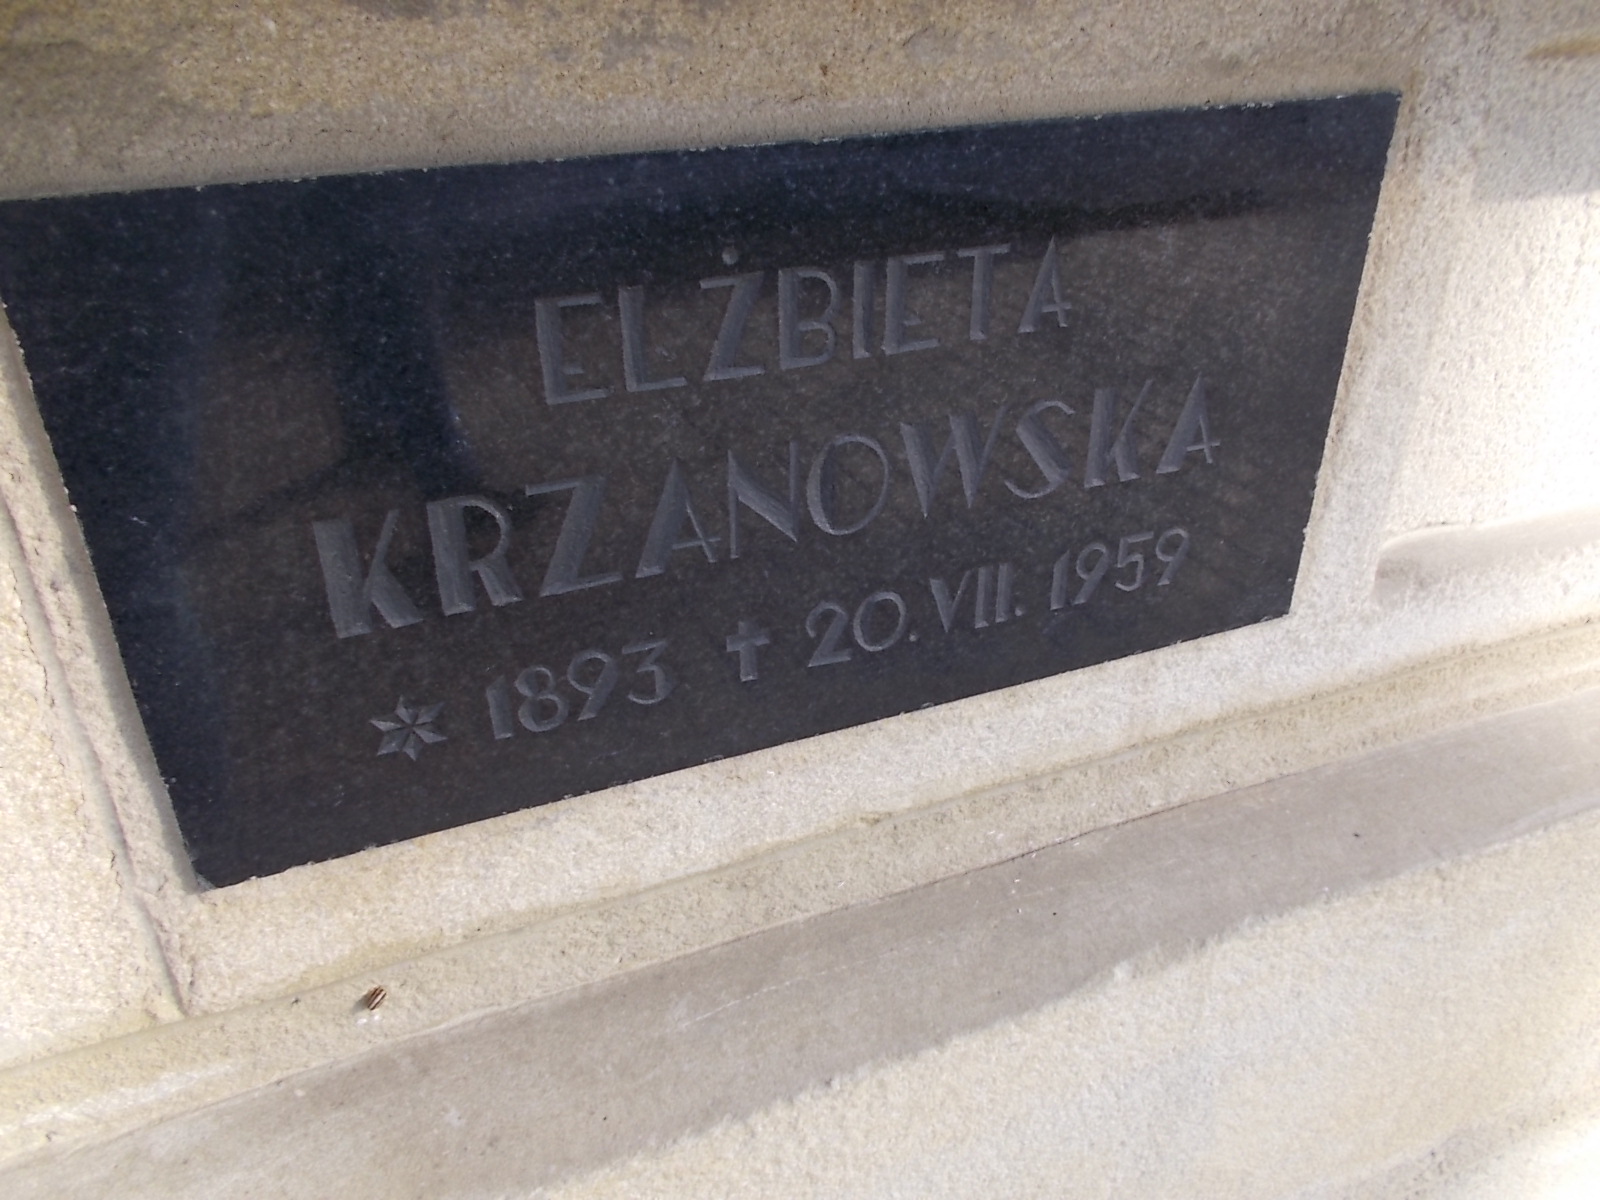 ELŻBIETA
KRZANOWSKA
* 1893 ✝ 20.VII.1959